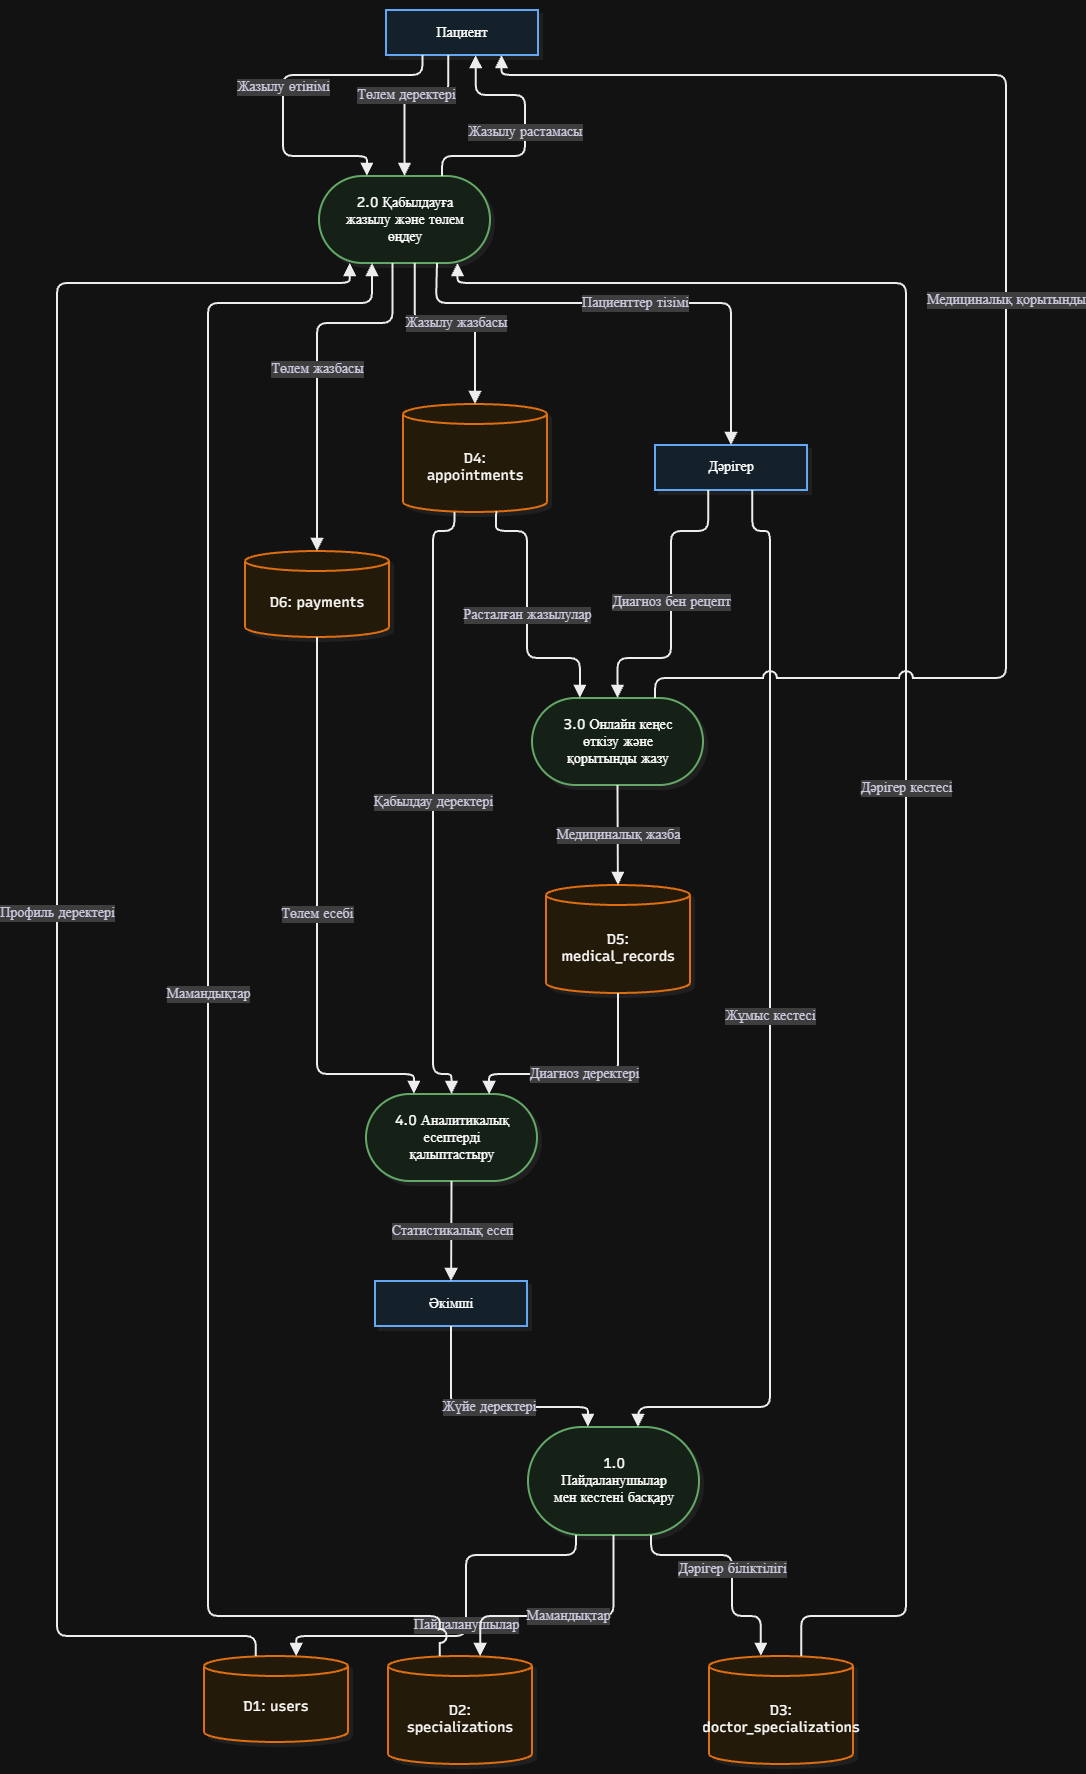 Пациент
Жазылу өтінімі
Төлем деректері
Жазылу растамасы
2.0 Қабылдауға
жазылу және төлем
өңдеу
Медициналық қорытынды
Пациенттер тізімі
Жазылу жазбасы
Төлем жазбасы
D4:
appointments
Дәрігер
D6: payments
Расталған жазылулар
Диагноз бен рецепт
3.0 Онлайн кеңес
өткізу және
қорытынды жазу
Дәрігер кестесі
Қабылдау деректері
Медициналық жазба
Профиль деректері
Төлем есебі
D5:
medical_records
Мамандықтар
Жұмыс кестесі
Диагноз деректері
4.0 Аналитикалық
есептерді
қалыптастыру
Статистикалық есеп
Әкімші
Жүйе деректері
1.0
Пайдаланушылар
мен кестені басқару
Дәрігер біліктілігі
Мамандықтар
Пайдаланушылар
D1: users
D2:
specializations
D3:
doctor_specializations